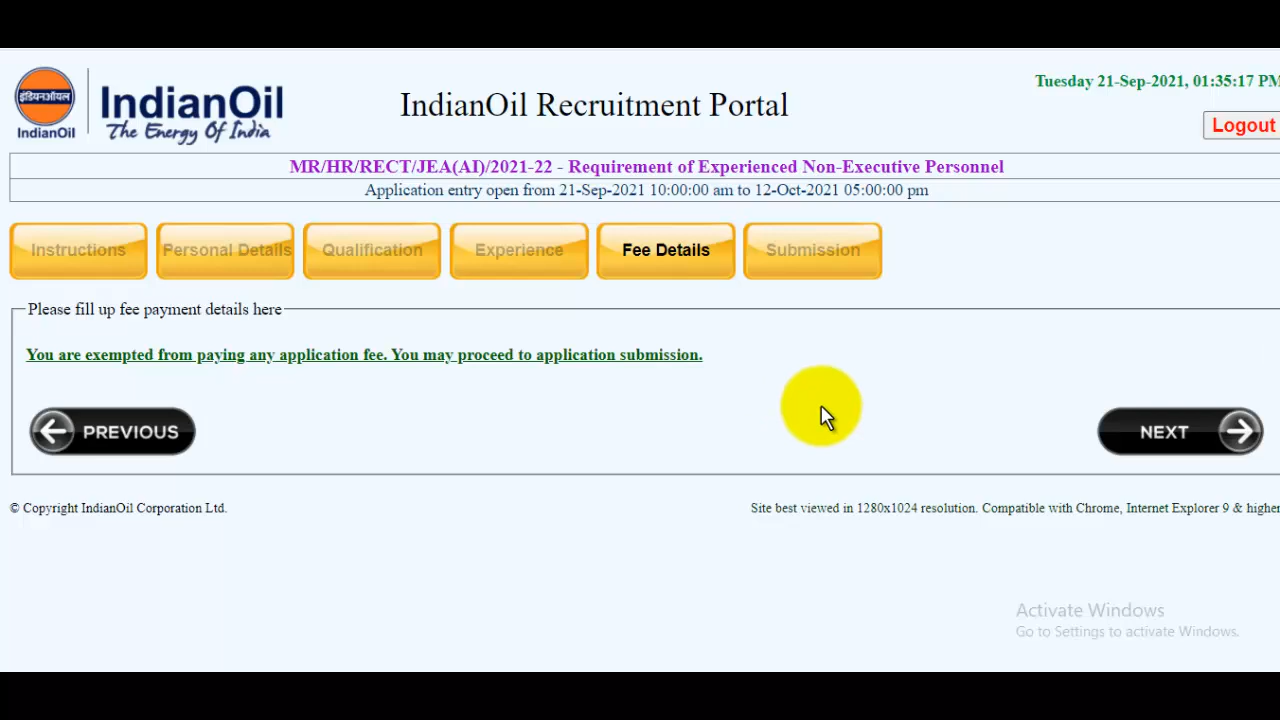 Tuesday 21-Sep-2021, 01:35:17 PM
इंडियनऑयल
IndianOil
IndianOil
The Energy Of India
IndianOil Recruitment Portal
Logout
MR/HR/RECT/JEA(AI)/2021-22 - Requirement of Experienced Non-Executive Personnel
Application entry open from 21-Sep-2021 10:00:00 am to 12-Oct-2021 05:00:00 pm
Instructions Personal Details Qualification Experience Fee Details Submission
Please fill up fee payment details here
You are exempted from paying any application fee. You may proceed to application submission.
PREVIOUS NEXT
© Copyright IndianOil Corporation Ltd. Site best viewed in 1280x1024 resolution. Compatible with Chrome, Internet Explorer 9 & higher
Activate Windows
Go to Settings to activate Windows.